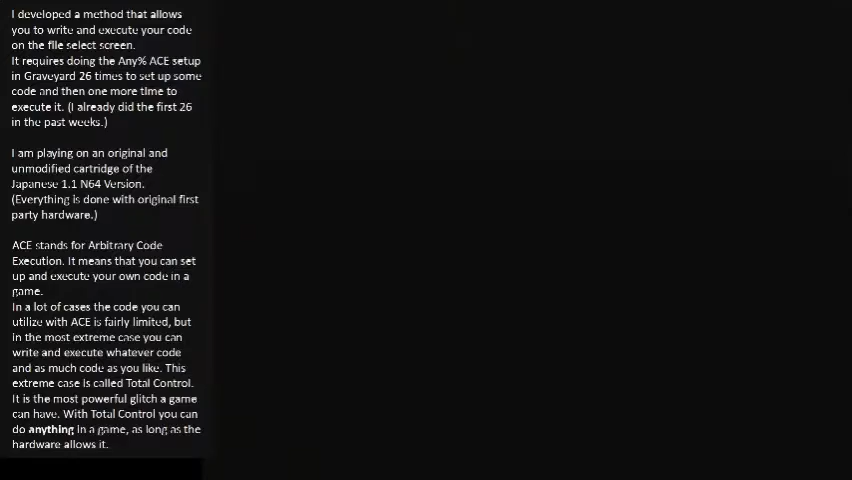 I developed a method that allows
you to write and execute your code
on the file select screen.
It requires doing the Any% ACE setup
in Graveyard 26 times to set up some
code and then one more time to
execute it. (I already did the first 26
in the past weeks.)
I am playing on an original and
unmodified cartridge of the
Japanese 1.1 N64 Version.
(Everything is done with original first
party hardware.)
ACE stands for Arbitrary Code
Execution. It means that you can set
up and execute your own code in a
game.
In a lot of cases the code you can
utilize with ACE is fairly limited, but
in the most extreme case you can
write and execute whatever code
and as much code as you like. This
extreme case is called Total Control.
It is the most powerful glitch a game
can have. With Total Control you can
do anything in a game, as long as the
hardware allows it.